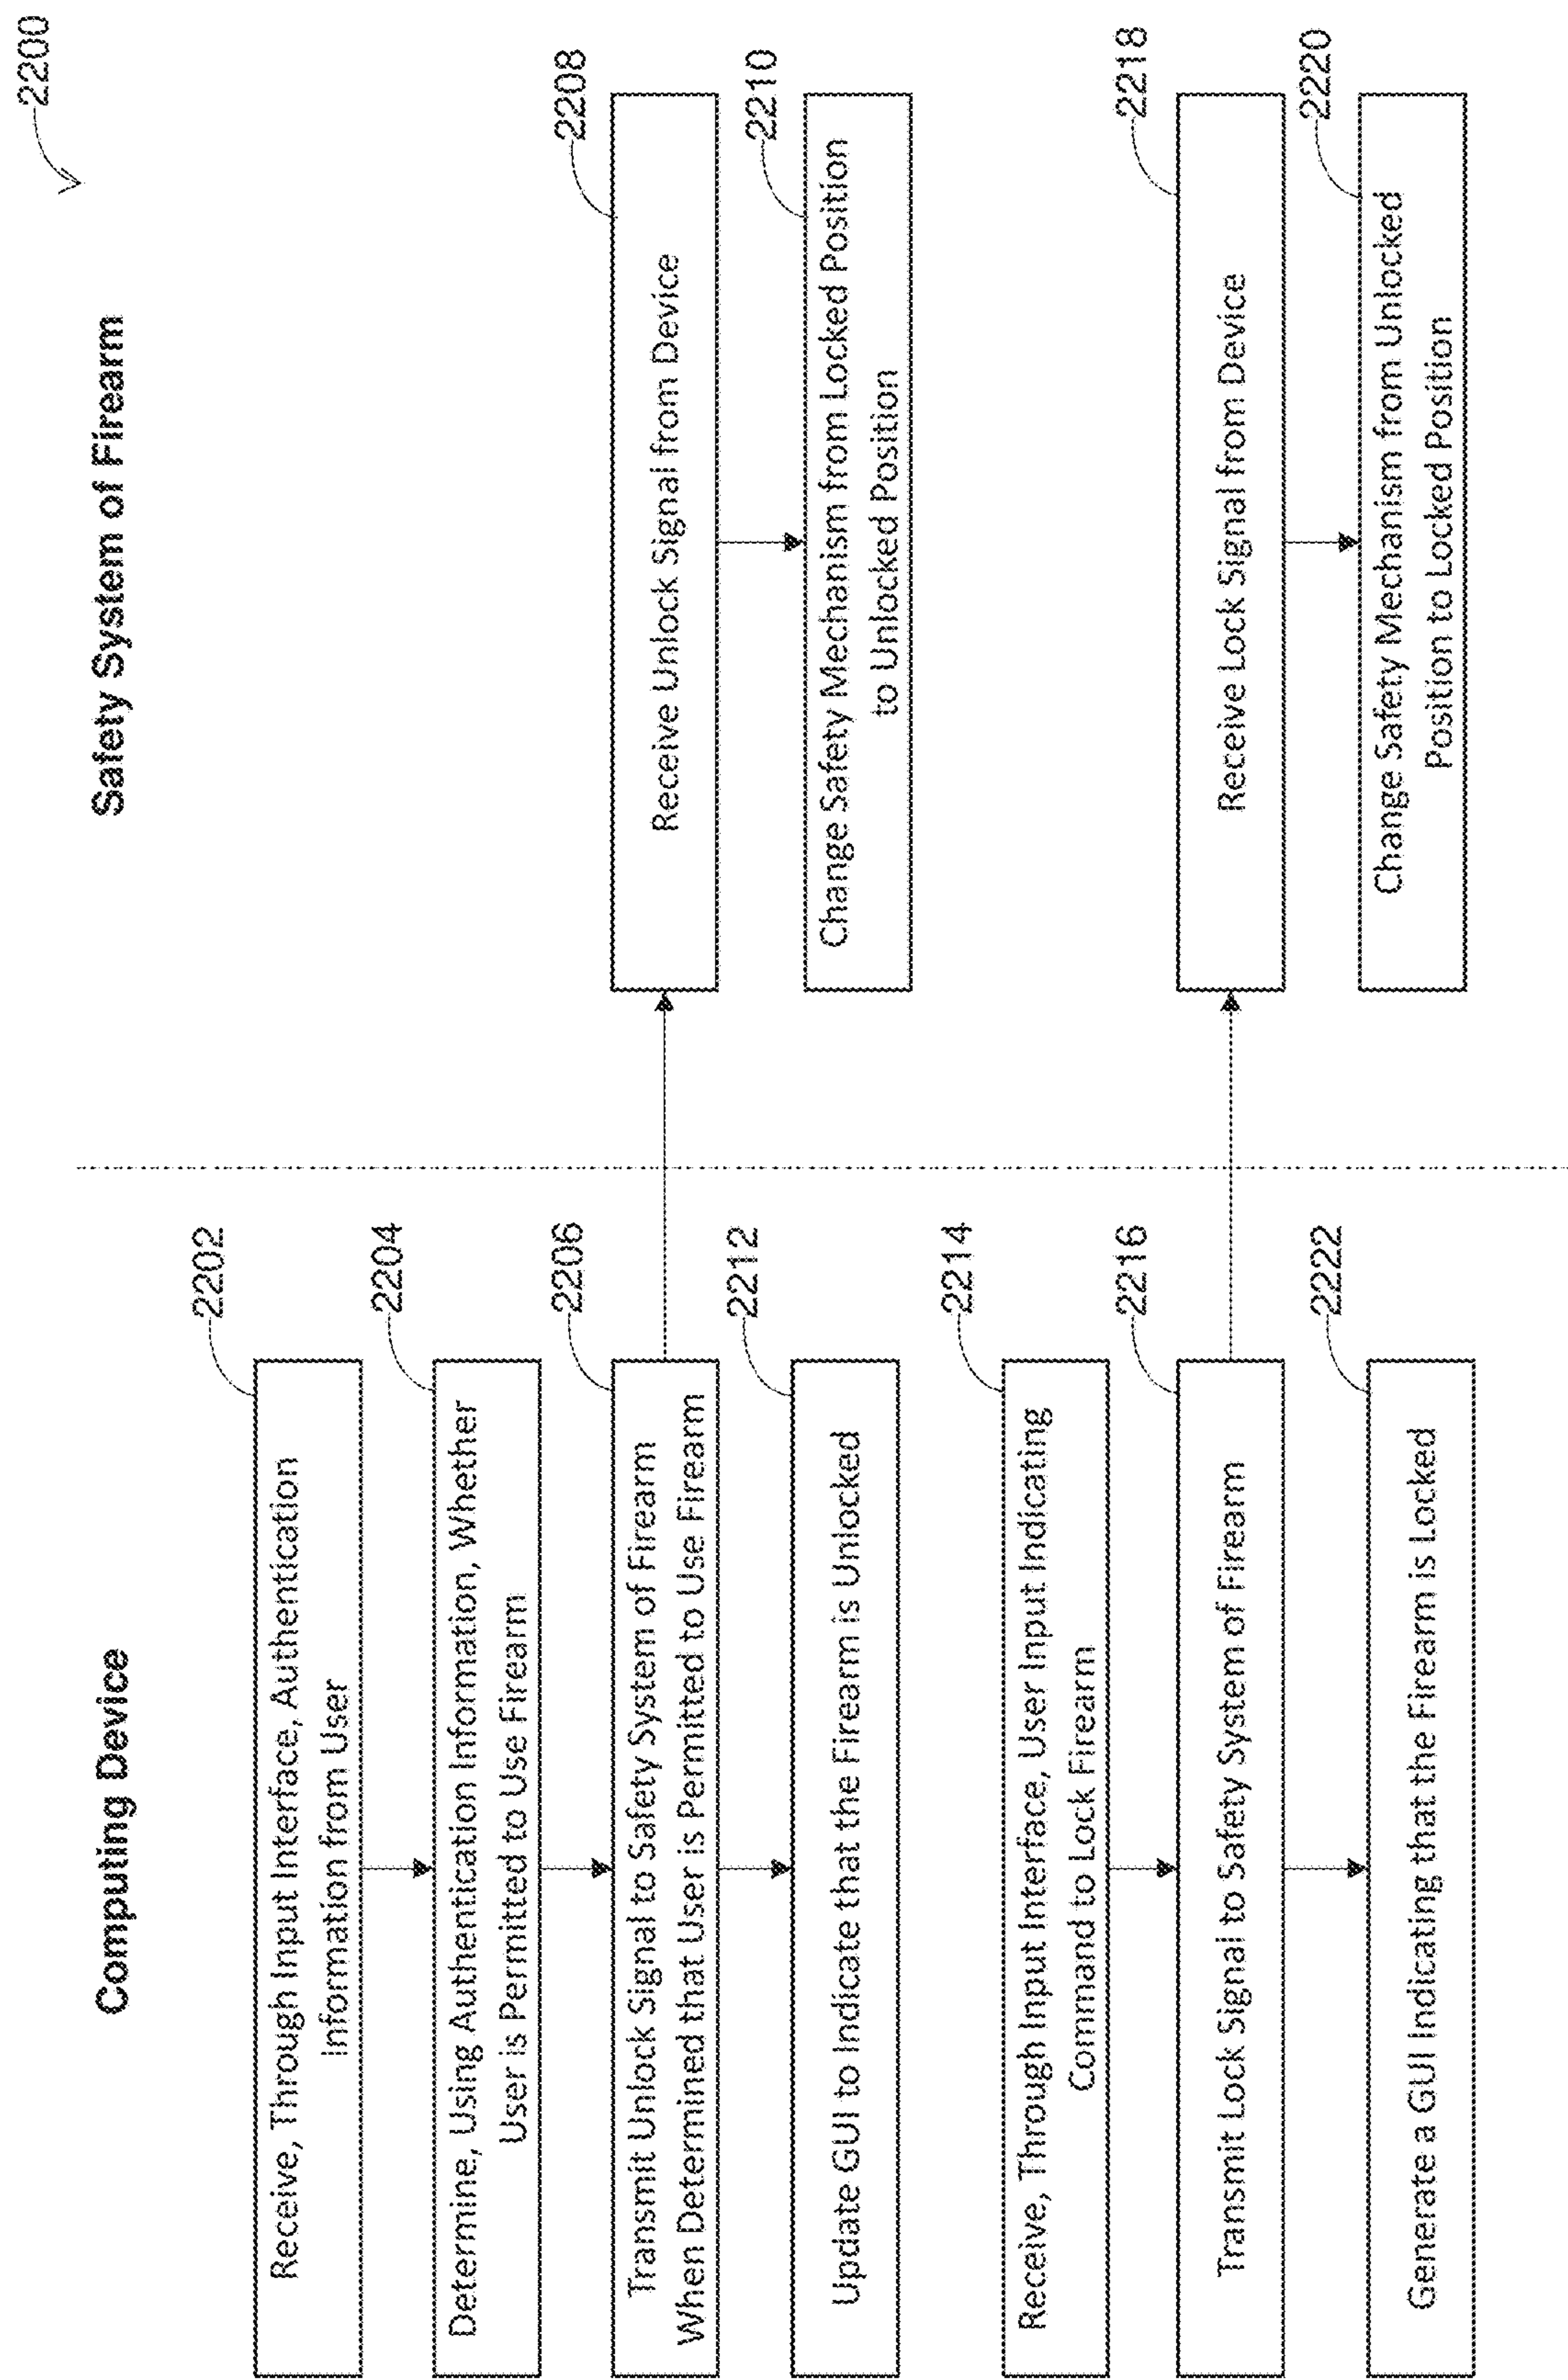 2200
Computing Device
Safety System of Firearm
2202
Receive, Through Input Interface, Authentication
Information from User
2204
Determine, Using Authentication Information, Whether
User is Permitted to Use Firearm
2206
Transmit Unlock Signal to Safety System of Firearm
When Determined that User is Permitted to Use Firearm
2208
Receive Unlock Signal from Device
2210
Change Safety Mechanism from Locked Position
to Unlocked Position
2212
Update GUI to Indicate that the Firearm is Unlocked
2214
Receive, Through Input Interface, User Input Indicating
Command to Lock Firearm
2216
Transmit Lock Signal to Safety System of Firearm
2218
Receive Lock Signal from Device
2220
Change Safety Mechanism from Unlocked
Position to Locked Position
2222
Generate a GUI Indicating that the Firearm is Locked